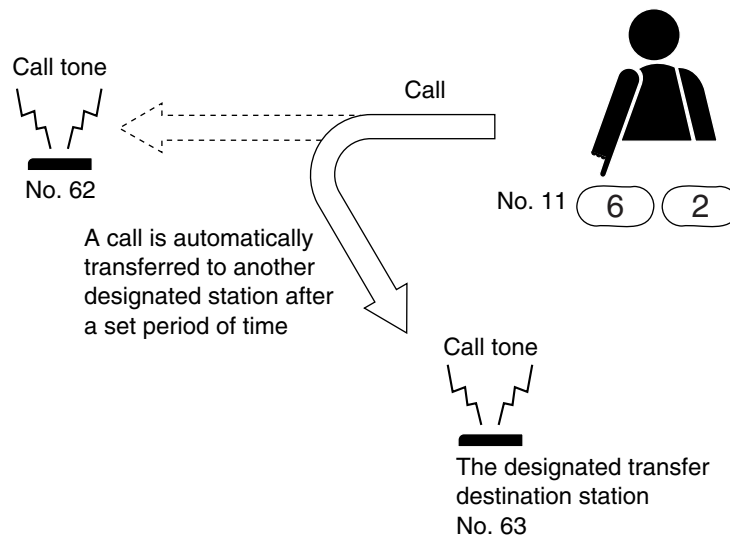 Call tone
Call
No. 62
No. 11
6
2
A call is automatically
transferred to another
designated station after
a set period of time
Call tone
The designated transfer
destination station
No. 63